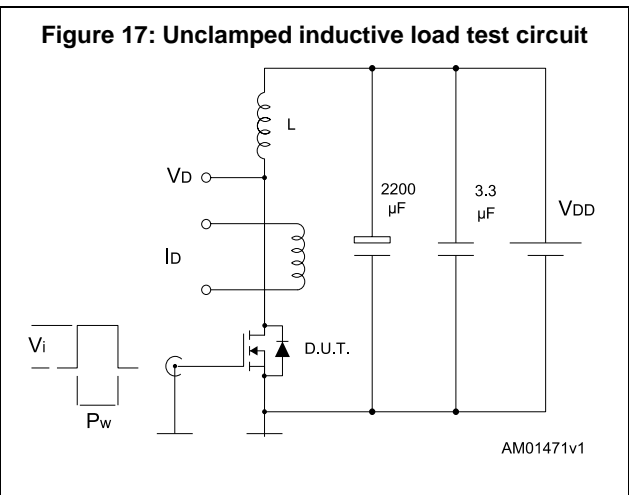 Figure 17: Unclamped inductive load test circuit
L
VD
2200
µF
3.3
µF
VDD
ID
Vi
D.U.T.
Pw
AM01471v1